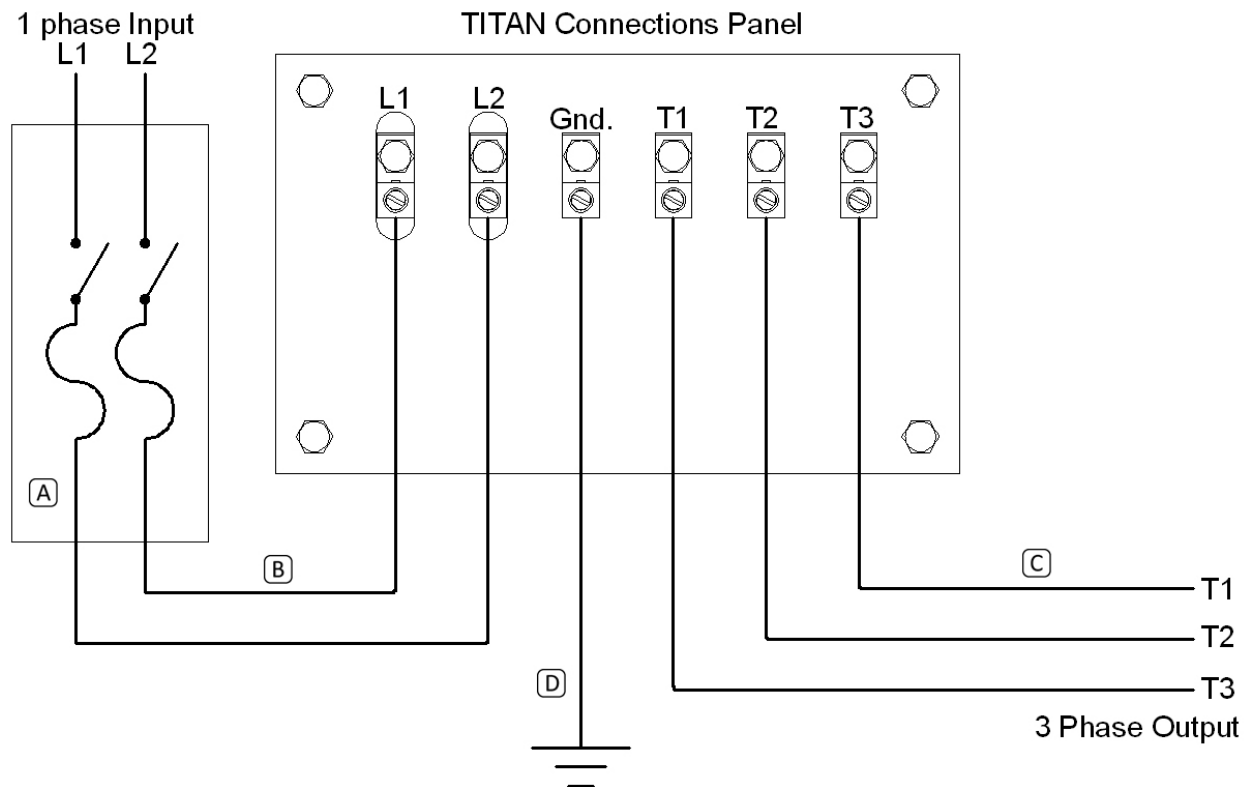 1 phase Input
TITAN Connections Panel
L1 L2
L1 L2 Gnd. T1 T2 T3
A
B
C
T1
T2
D
T3
3 Phase Output